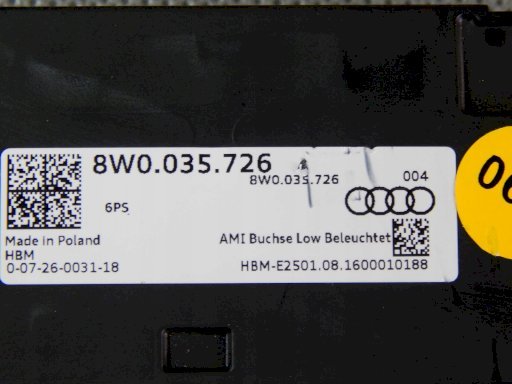 8W0.035.726
8W0.035.726
004
6PS
Made in Poland
AMI Buchse Low Beleuchtet
HBM
0-07-26-0031-18
HBM-E2501.08.1600010188